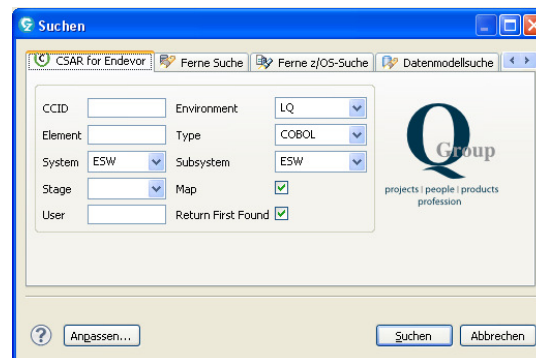 Suchen
CSAR for Endevor Ferne Suche Ferne z/OS-Suche Datenmodellsuche
CCID Environment LQ
Element Type COBOL
System ESW Subsystem ESW
Stage Map
User Return First Found
Q Group
projects | people | products
profession
Anpassen... Suchen Abbrechen